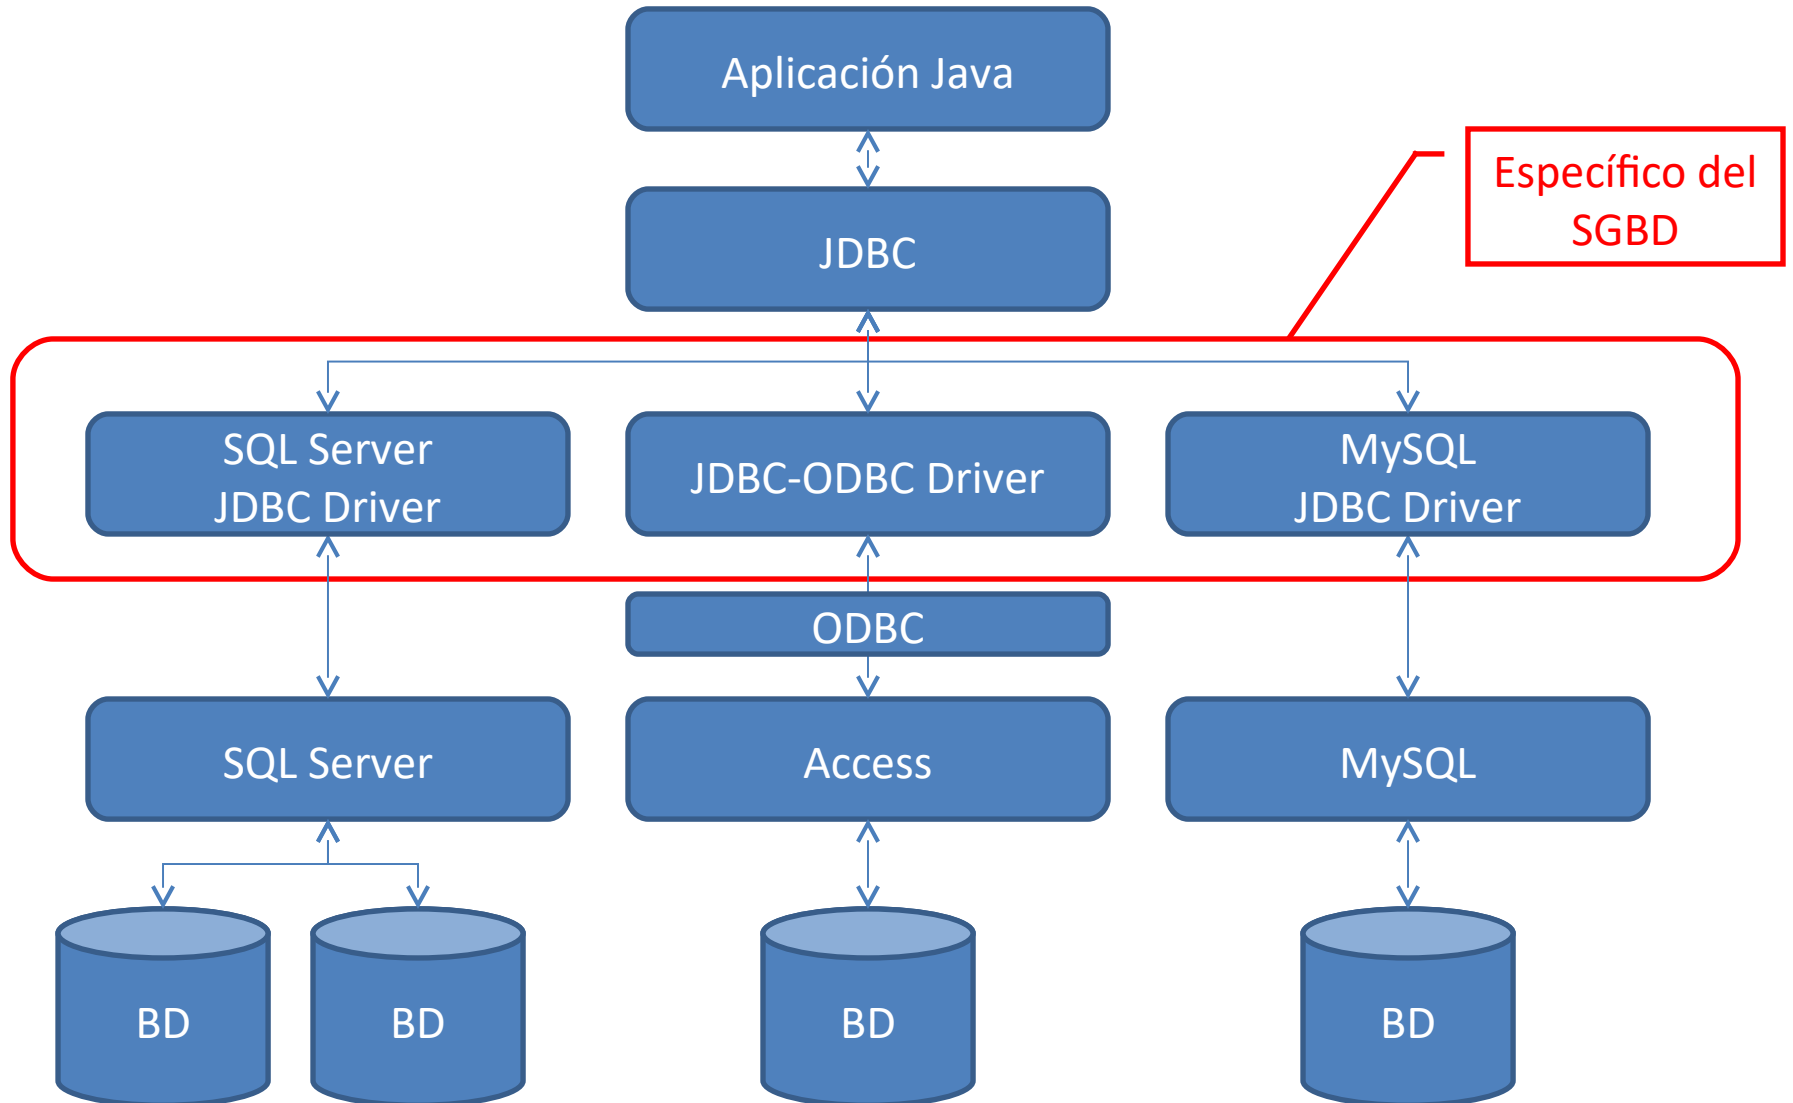 Aplicación Java
Específico del
SGBD
JDBC
SQL Server
JDBC Driver
JDBC-ODBC Driver
MySQL
JDBC Driver
ODBC
SQL Server
Access
MySQL
BD
BD
BD
BD